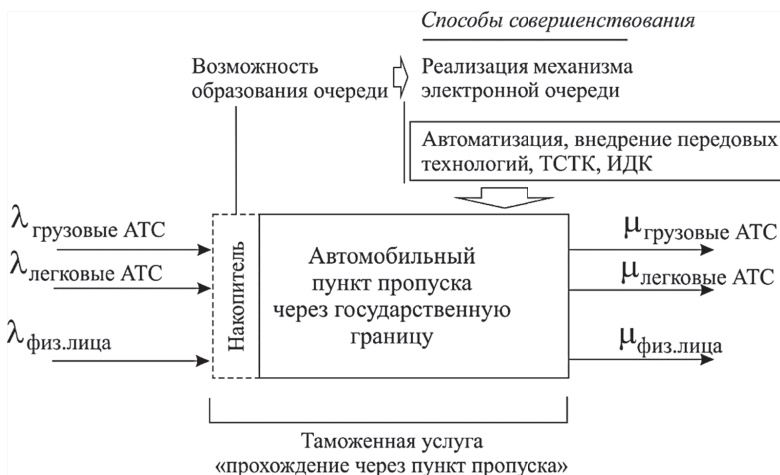 Способы совершенствования
Возможность
образования очереди
Реализация механизма
электронной очереди
Автоматизация, внедрение передовых
технологий, ТСТК, ИДК
λ грузовые АТС
λ легковые АТС
λ физ.лица
Накопитель
Автомобильный
пункт пропуска
через государственную
границу
μ грузовые АТС
μ легковые АТС
μ физ.лица
Таможенная услуга
«прохождение через пункт пропуска»